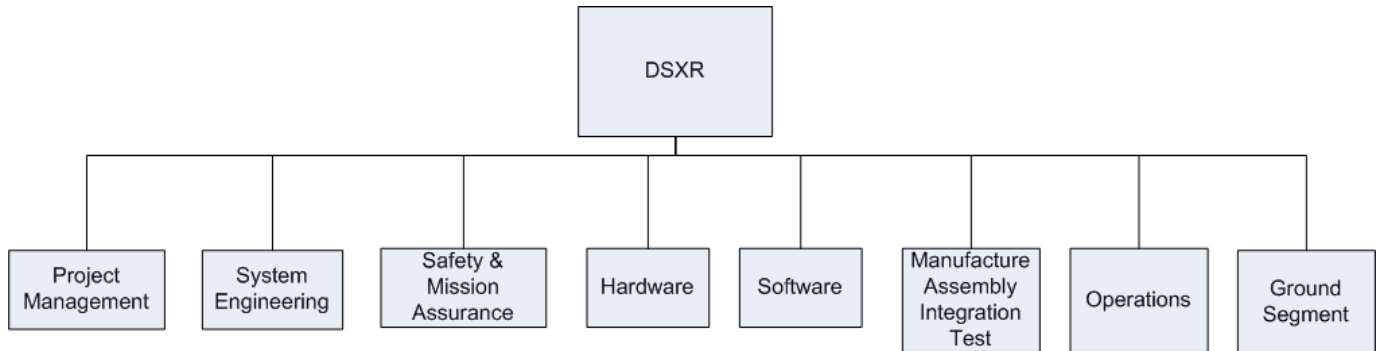 DSXR
Project
Management
System
Engineering
Safety &
Mission
Assurance
Hardware
Software
Manufacture
Assembly
Integration
Test
Operations
Ground
Segment